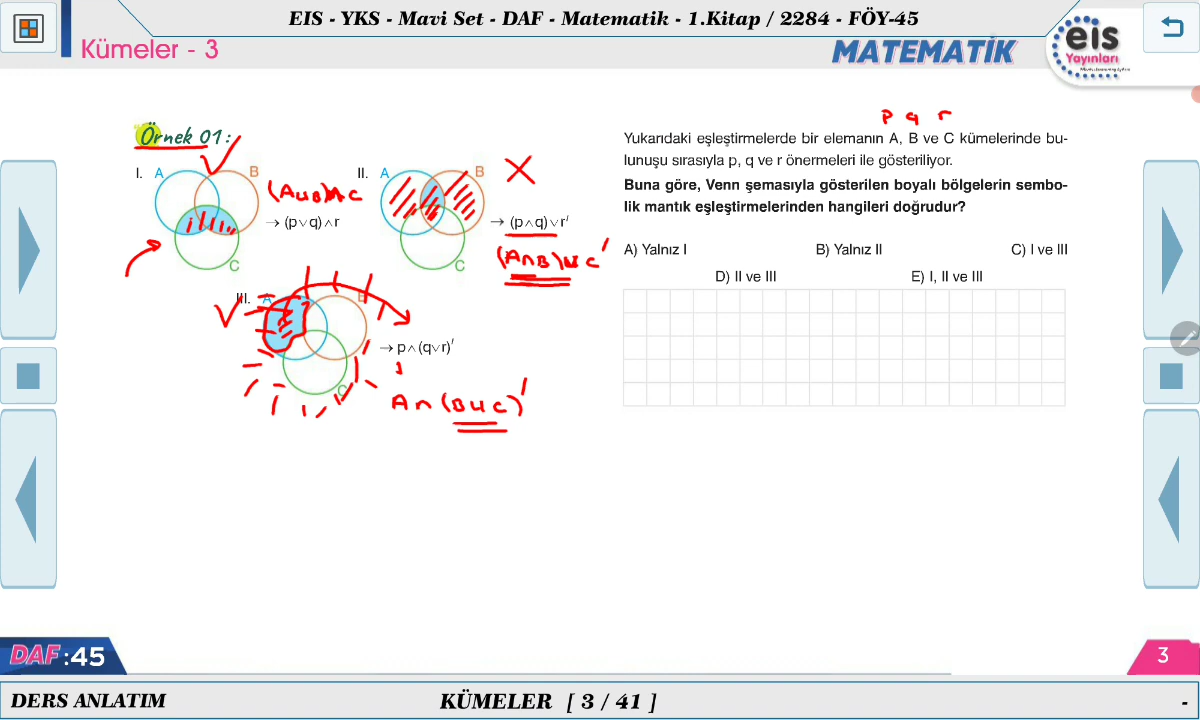 EIS - YKS - Mavi Set - DAF - Matematik - 1.Kitap / 2284 - FÖY-45
Kümeler - 3
MATEMATİK
eis
Yayınları
Örnek 01:
I. A B C
(A∪B)∩C
→ (p∨q)∧r
II. A B C
→ (p∧q)∨r′
(A∩B)∪C′
III. A B C
→ p∧(q∨r)′
A∩(B∪C)′
p q r
Yukarıdaki eşleştirmelerde bir elemanın A, B ve C kümelerinde bu-
lunuşu sırasıyla p, q ve r önermeleri ile gösteriliyor.
Buna göre, Venn şemasıyla gösterilen boyalı bölgelerin sembo-
lik mantık eşleştirmelerinden hangileri doğrudur?
A) Yalnız I B) Yalnız II C) I ve III
D) II ve III E) I, II ve III
DAF:45
3
DERS ANLATIM
KÜMELER [ 3 / 41 ]
-